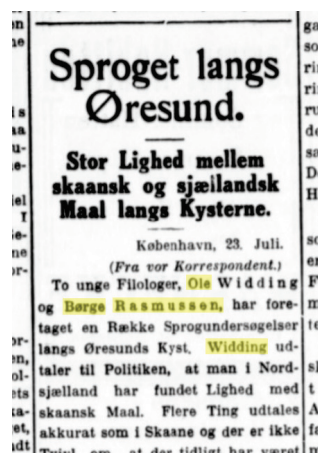 Sproget langs
Øresund.
Stor Lighed mellem
skaansk og sjællandsk
Maal langs Kysterne.
København, 23. Juli.
(Fra vor Korrespondent.)
To unge Filologer, Ole Widding
og Børge Rasmussen, har fore-
taget en Række Sprogundersøgelser
langs Øresunds Kyst. Widding ud-
taler til Politiken, at man i Nord-
sjælland har fundet Lighed med
skaansk Maal. Flere Ting udtales
akkurat som i Skaane og der er ikke